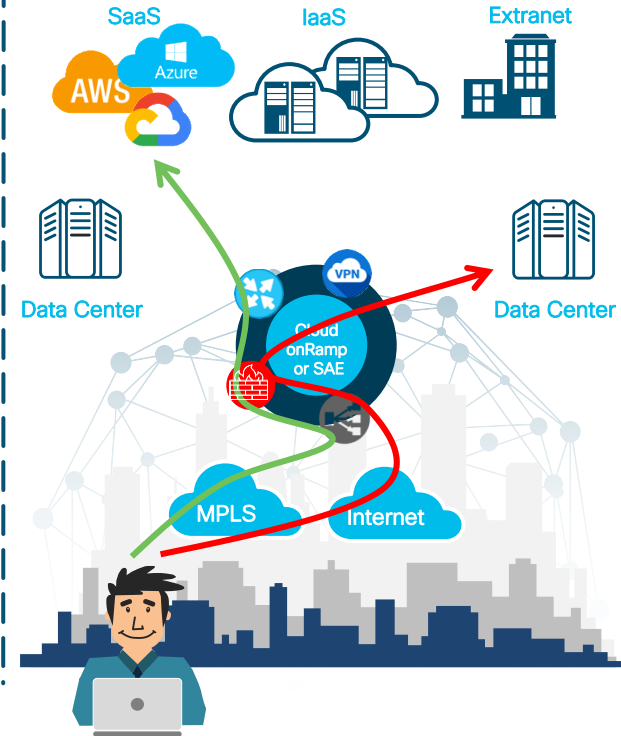 SaaS
IaaS
Extranet
AWS
Azure
VPN
Data Center
Data Center
Cloud
onRamp
or SAE
MPLS
Internet